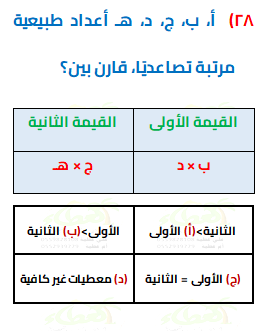 ٢٨) أ، ب، ج، د، هـ أعداد طبيعية
مرتبة تصاعديًا، قارن بين؟
القيمة الأولى القيمة الثانية
ب × د ج × هـ
(أ) الأولى>الثانية (ب) الأولى>الثانية
(ج) الأولى = الثانية (د) معطيات غير كافية